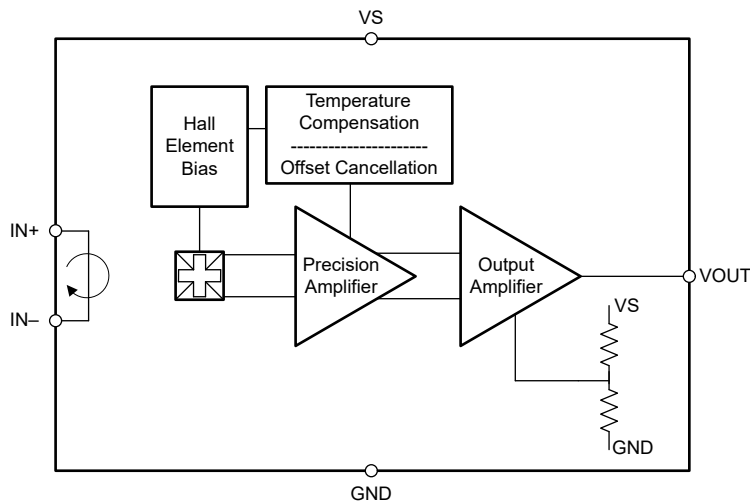 VS
Hall
Element
Bias
Temperature
Compensation
----------------------
Offset Cancellation
IN+
IN–
Precision
Amplifier
Output
Amplifier
VOUT
VS
GND
GND